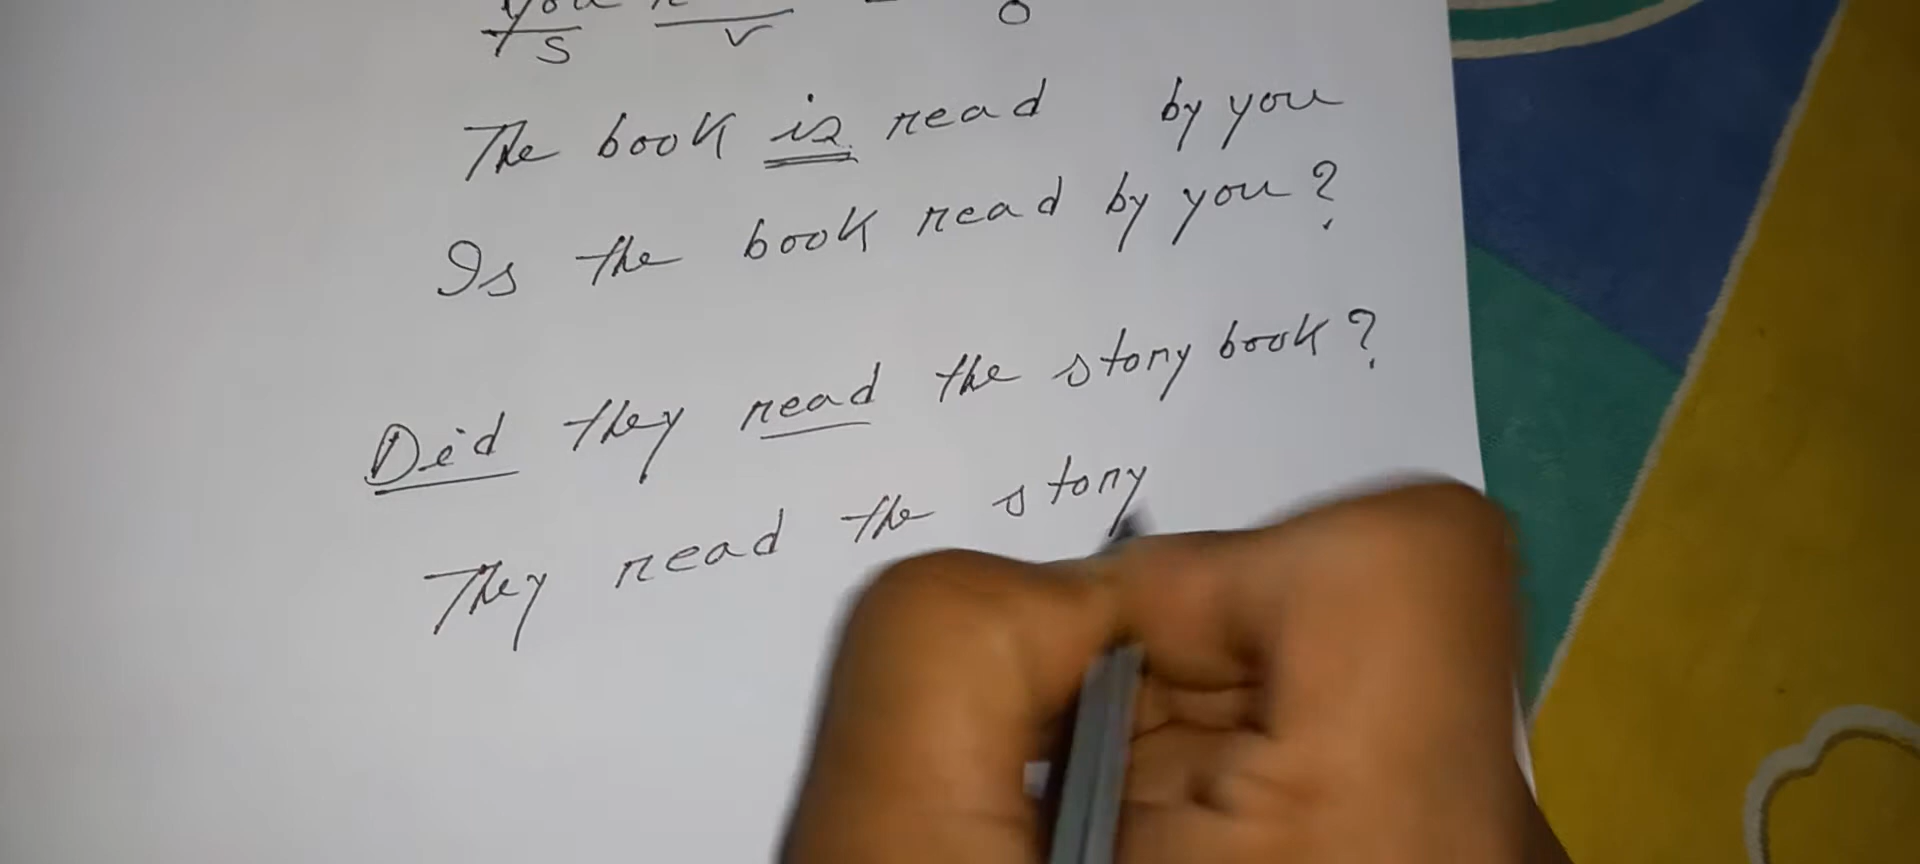 you
S V O
The book is read by you
Is the book read by you?
Did they read the story book?
They read the story